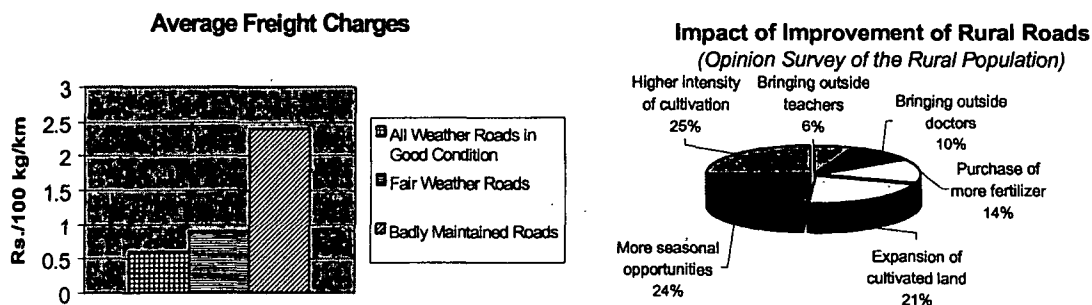 Average Freight Charges
Rs./100 kg/km
3
2.5
2
1.5
1
0.5
0
All Weather Roads in
Good Condition
Fair Weather Roads
Badly Maintained Roads
Impact of Improvement of Rural Roads
(Opinion Survey of the Rural Population)
Higher intensity
of cultivation
25%
Bringing outside
teachers
6%
Bringing outside
doctors
10%
Purchase of
more fertilizer
14%
Expansion of
cultivated land
21%
More seasonal
opportunities
24%